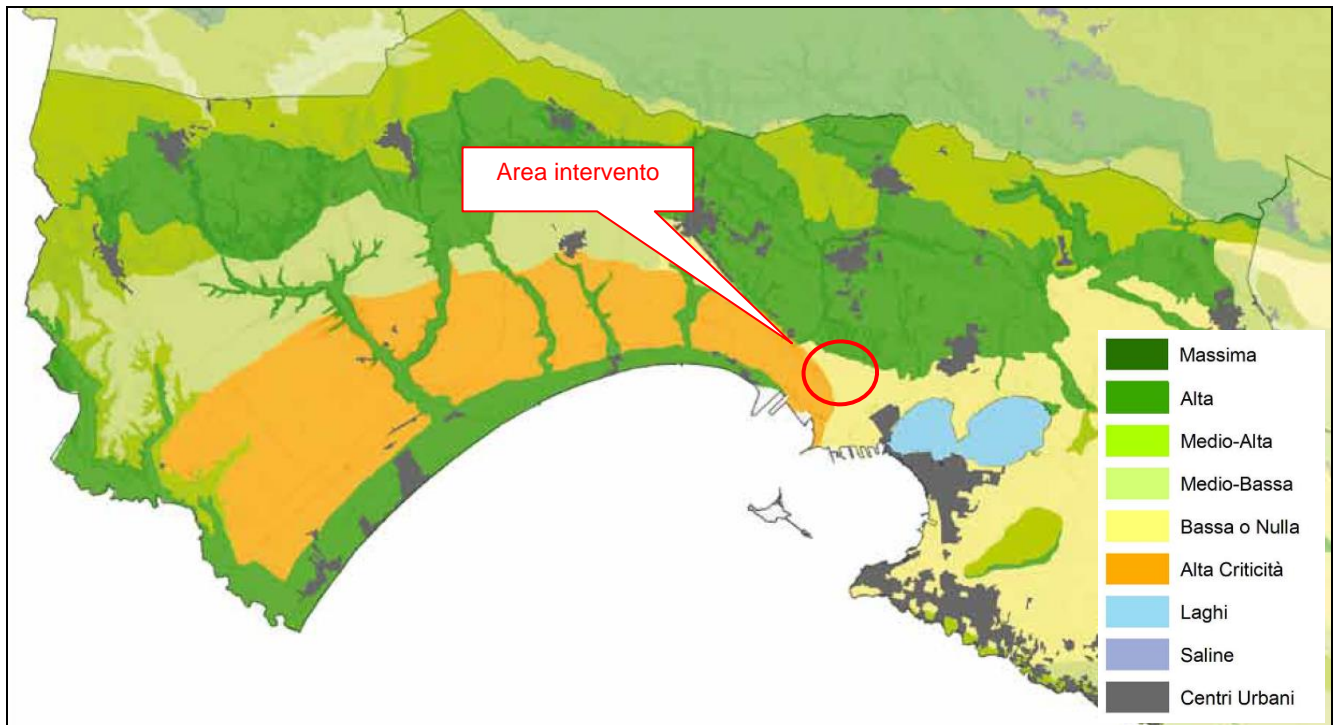 Area intervento
Massima
Alta
Medio-Alta
Medio-Bassa
Bassa o Nulla
Alta Criticità
Laghi
Saline
Centri Urbani